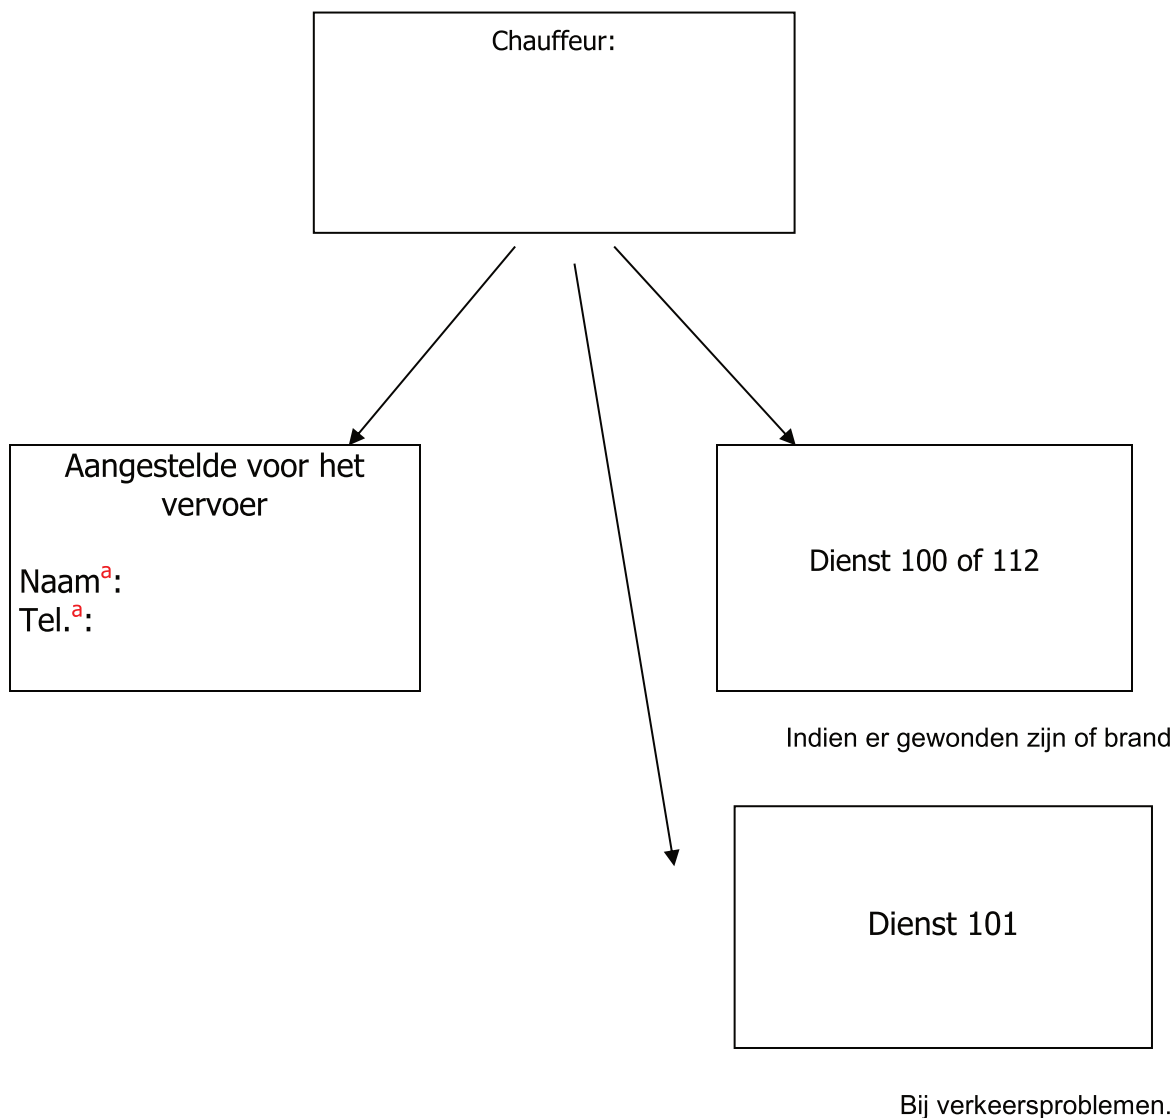 Chauffeur:
Aangestelde voor het
vervoer
Naamᵃ:
Tel.ᵃ:
Dienst 100 of 112
Indien er gewonden zijn of brand
Dienst 101
Bij verkeersproblemen.